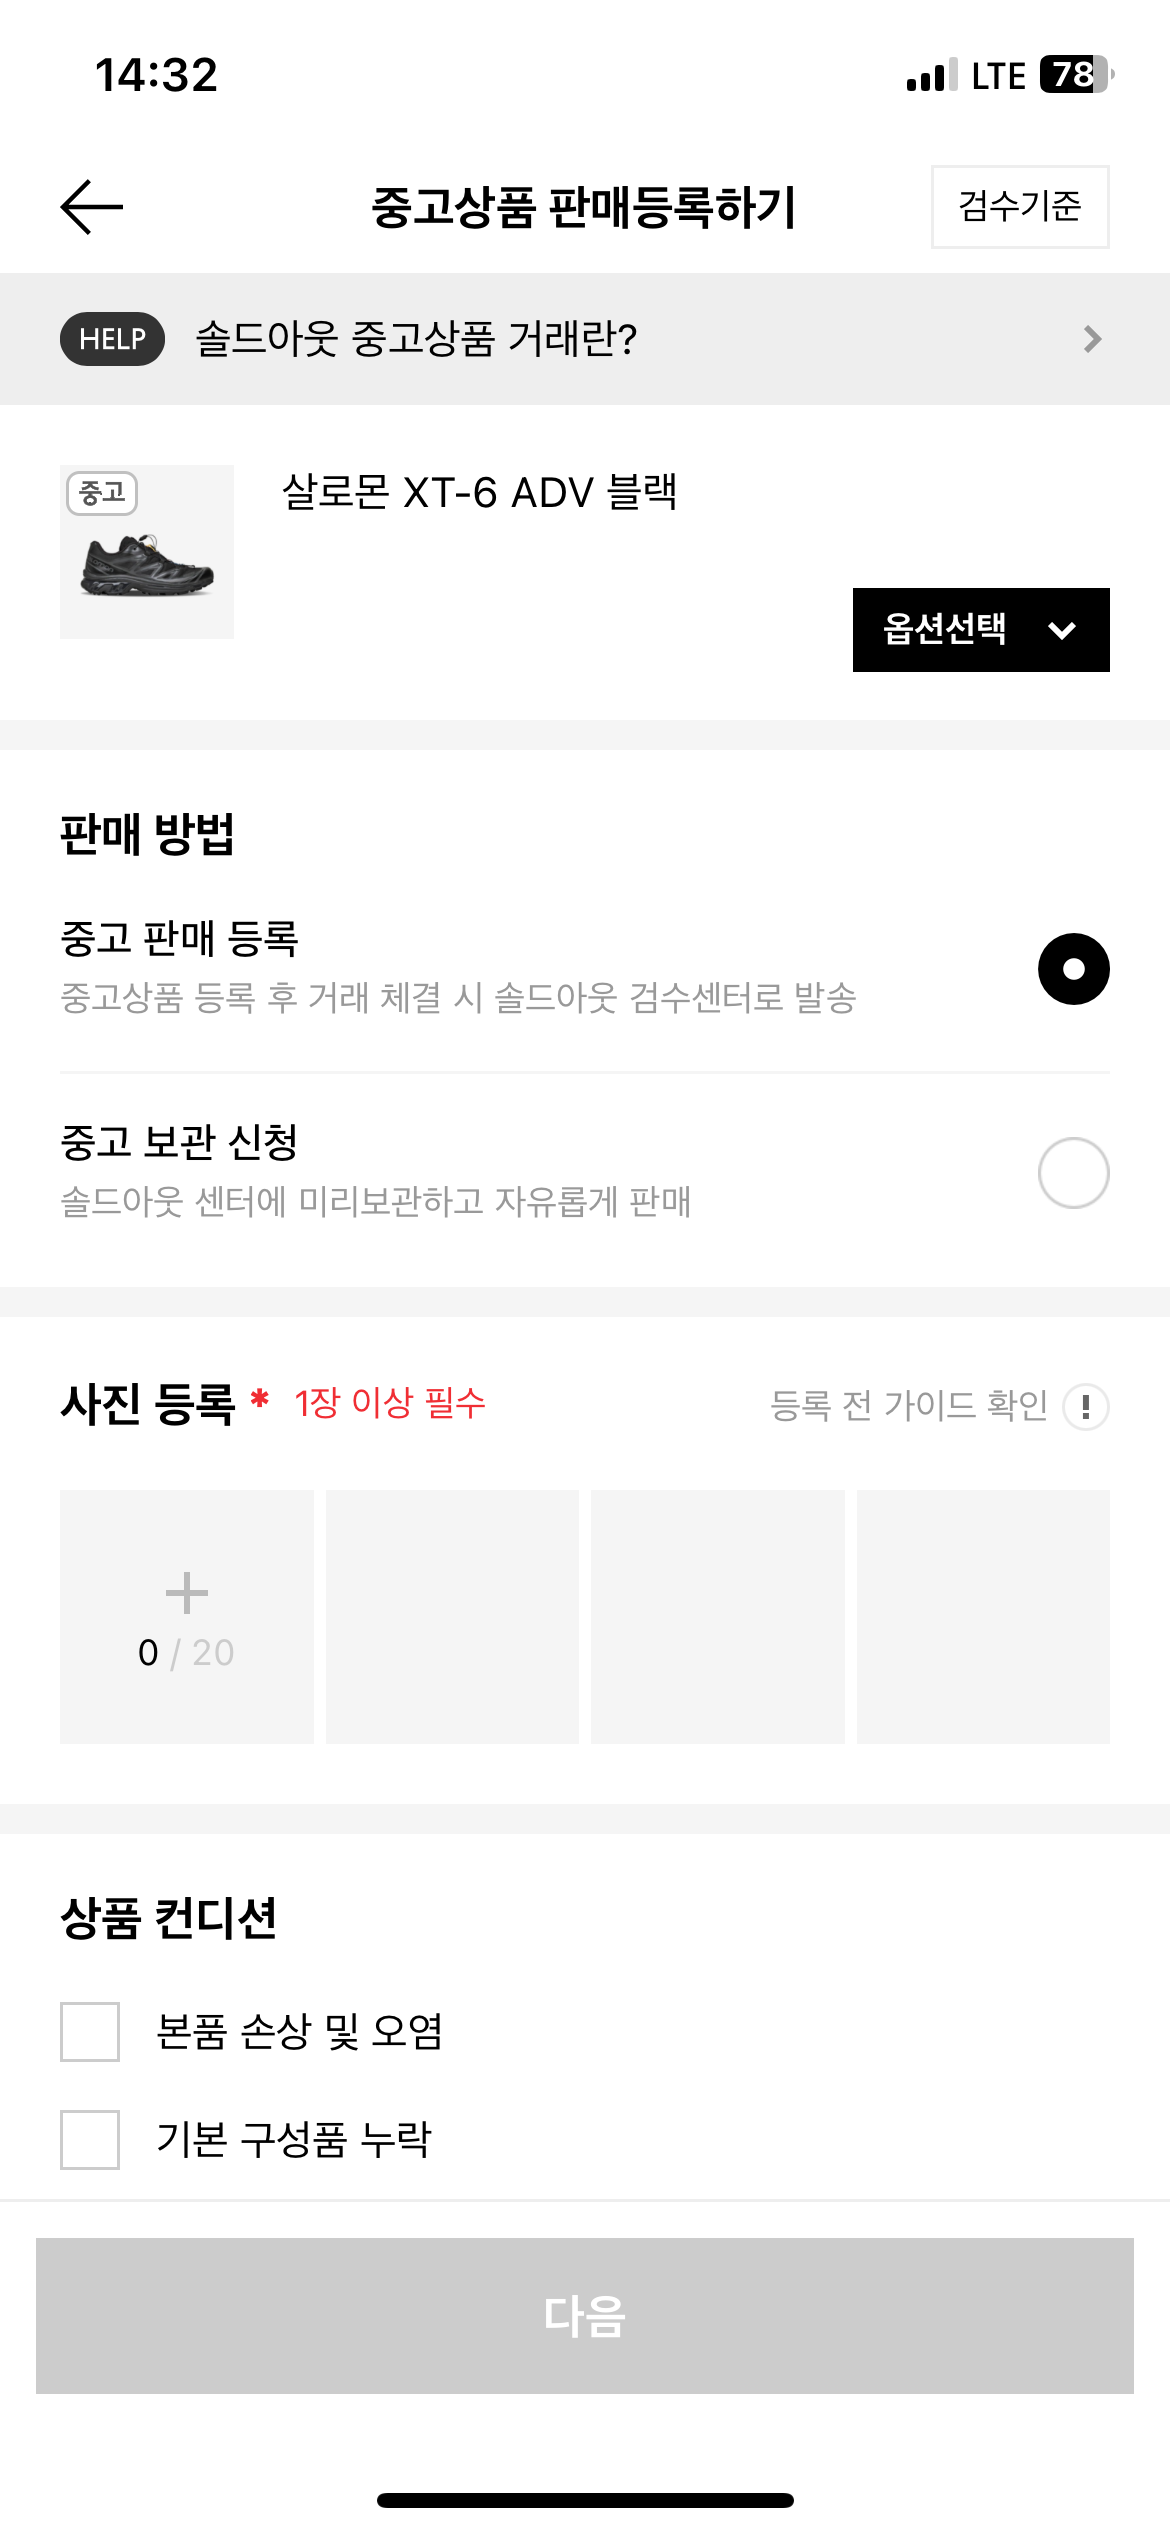 14:32
LTE 78
중고상품 판매등록하기
검수기준
HELP 솔드아웃 중고상품 거래란?
중고
살로몬 XT-6 ADV 블랙
옵션선택
판매 방법
중고 판매 등록
중고상품 등록 후 거래 체결 시 솔드아웃 검수센터로 발송
중고 보관 신청
솔드아웃 센터에 미리보관하고 자유롭게 판매
사진 등록 * 1장 이상 필수
등록 전 가이드 확인 !
0 / 20
상품 컨디션
본품 손상 및 오염
기본 구성품 누락
다음